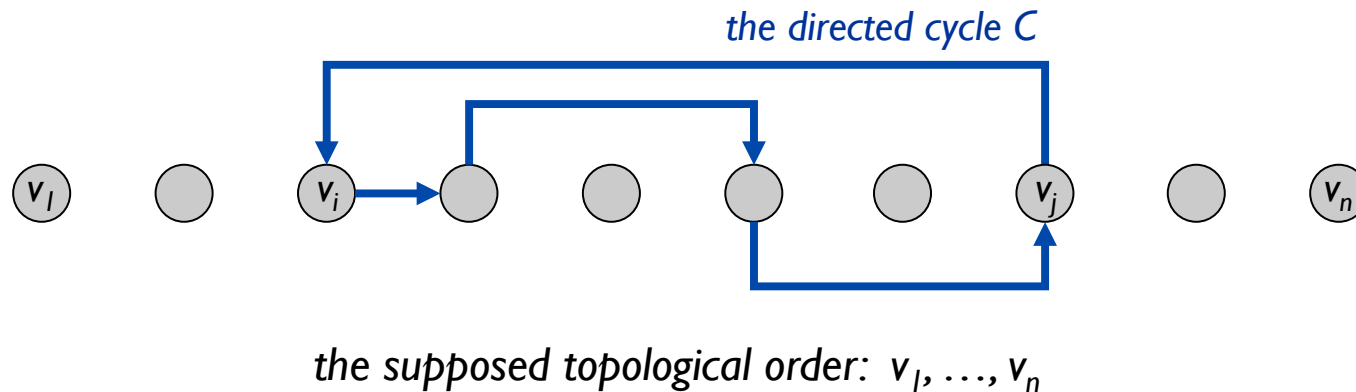 the directed cycle C
v₁ vᵢ vⱼ vₙ
the supposed topological order: v₁, …, vₙ